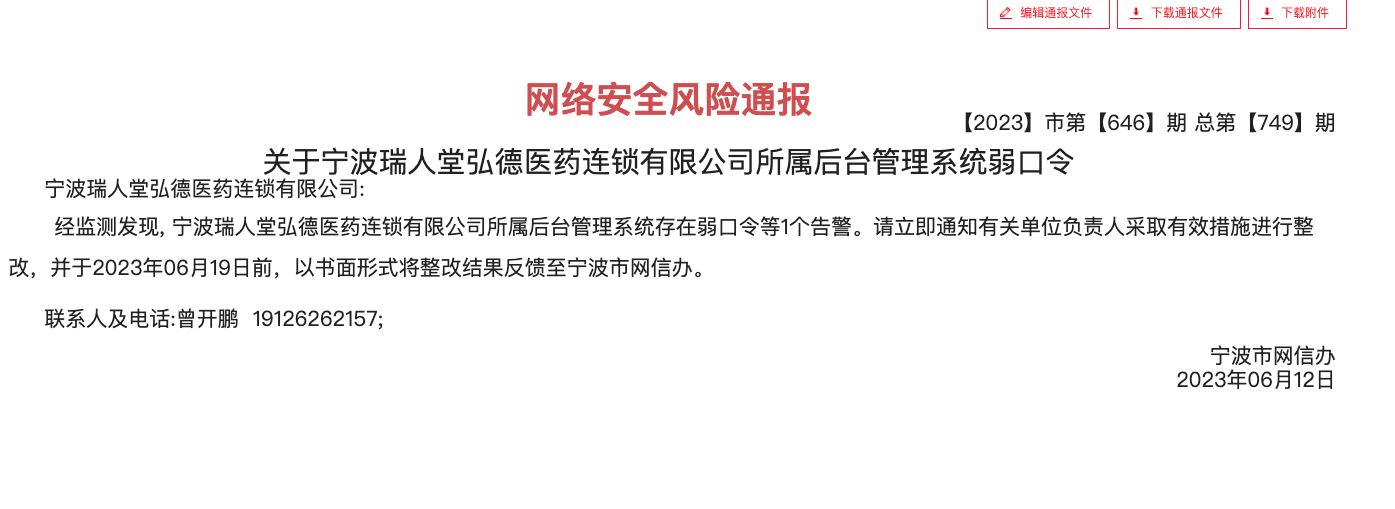 编辑通报文件 下载通报文件 下载附件
网络安全风险通报
【2023】市第【646】期 总第【749】期
关于宁波瑞人堂弘德医药连锁有限公司所属后台管理系统弱口令
宁波瑞人堂弘德医药连锁有限公司:
经监测发现, 宁波瑞人堂弘德医药连锁有限公司所属后台管理系统存在弱口令等1个告警。请立即通知有关单位负责人采取有效措施进行整
改，并于2023年06月19日前，以书面形式将整改结果反馈至宁波市网信办。
联系人及电话:曾开鹏 19126262157;
宁波市网信办
2023年06月12日